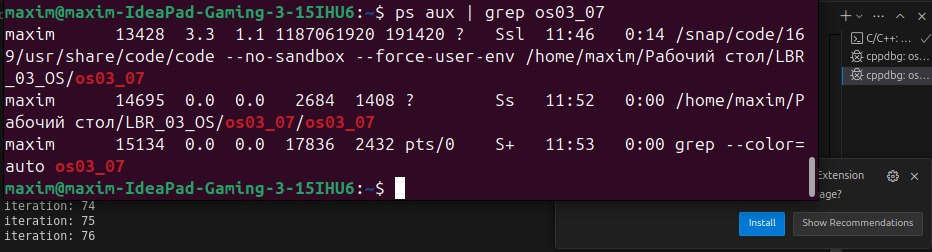 maxim@maxim-IdeaPad-Gaming-3-15IHU6:~$ ps aux | grep os03_07
maxim      13428  3.3  1.1 1187061920 191420 ?   Ssl  11:46   0:14 /snap/code/16
9/usr/share/code/code --no-sandbox --force-user-env /home/maxim/Рабочий стол/LBR
_03_OS/os03_07
maxim      14695  0.0  0.0   2684  1408 ?        Ss   11:52   0:00 /home/maxim/Р
абочий стол/LBR_03_OS/os03_07/os03_07
maxim      15134  0.0  0.0  17836  2432 pts/0    S+   11:53   0:00 grep --color=
auto os03_07
maxim@maxim-IdeaPad-Gaming-3-15IHU6:~$
iteration: 74
iteration: 75
iteration: 76
C/C++: ...
cppdbg: os...
cppdbg: os...
Extension
age?
Install
Show Recommendations